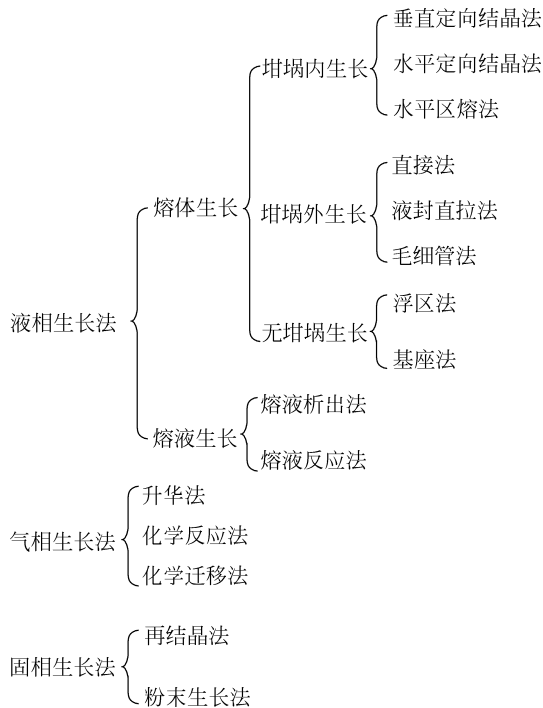 垂直定向结晶法
坩埚内生长
水平定向结晶法
水平区熔法
直接法
熔体生长
坩埚外生长
液封直拉法
毛细管法
浮区法
液相生长法
无坩埚生长
基座法
熔液析出法
熔液生长
熔液反应法
升华法
气相生长法
化学反应法
化学迁移法
再结晶法
固相生长法
粉末生长法